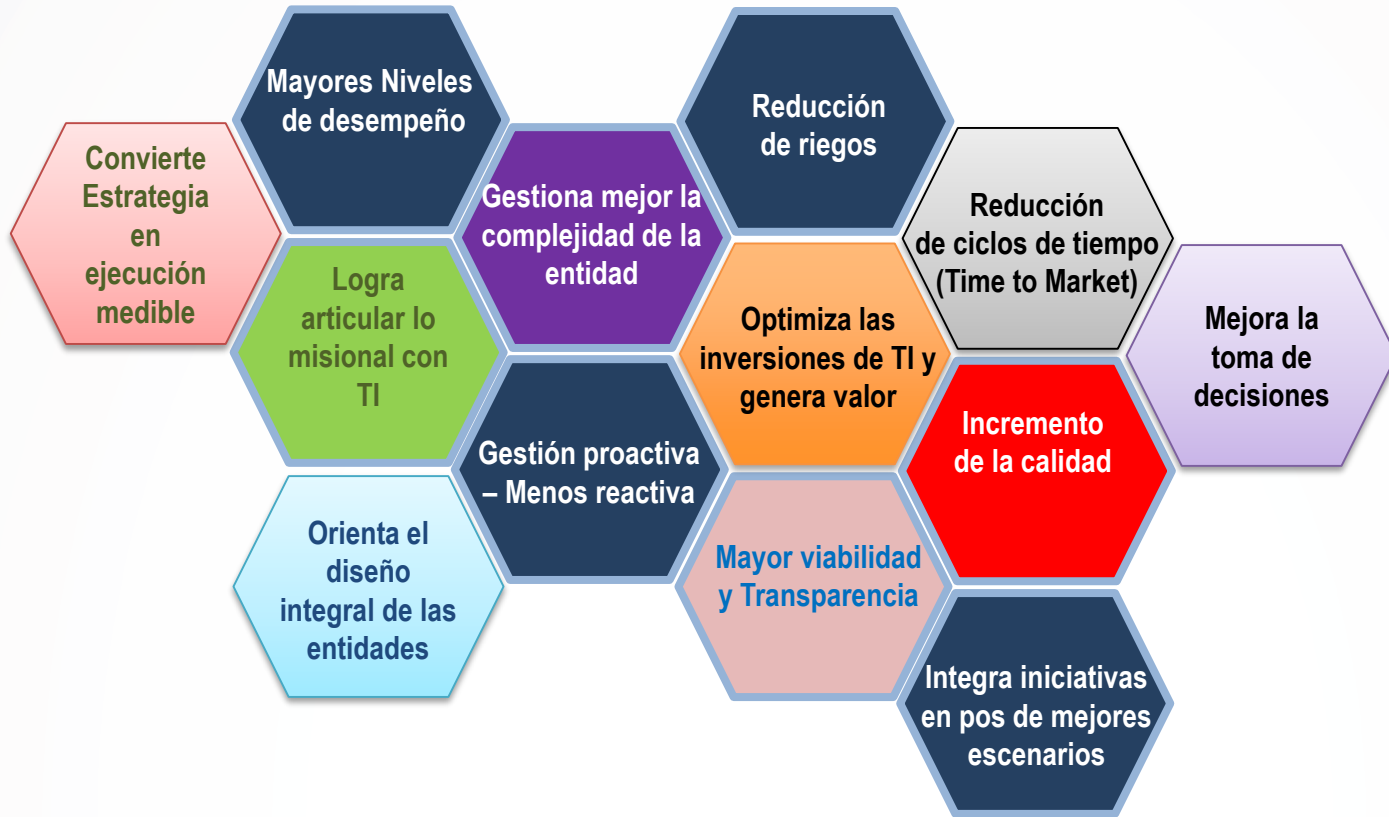 Mayores Niveles
de desempeño
Reducción
de riegos
Convierte
Estrategia
en
ejecución
medible
Gestiona mejor la
complejidad de la
entidad
Reducción
de ciclos de tiempo
(Time to Market)
Logra
articular lo
misional con
TI
Optimiza las
inversiones de TI y
genera valor
Mejora la
toma de
decisiones
Gestión proactiva
– Menos reactiva
Incremento
de la calidad
Orienta el
diseño
integral de las
entidades
Mayor viabilidad
y Transparencia
Integra iniciativas
en pos de mejores
escenarios